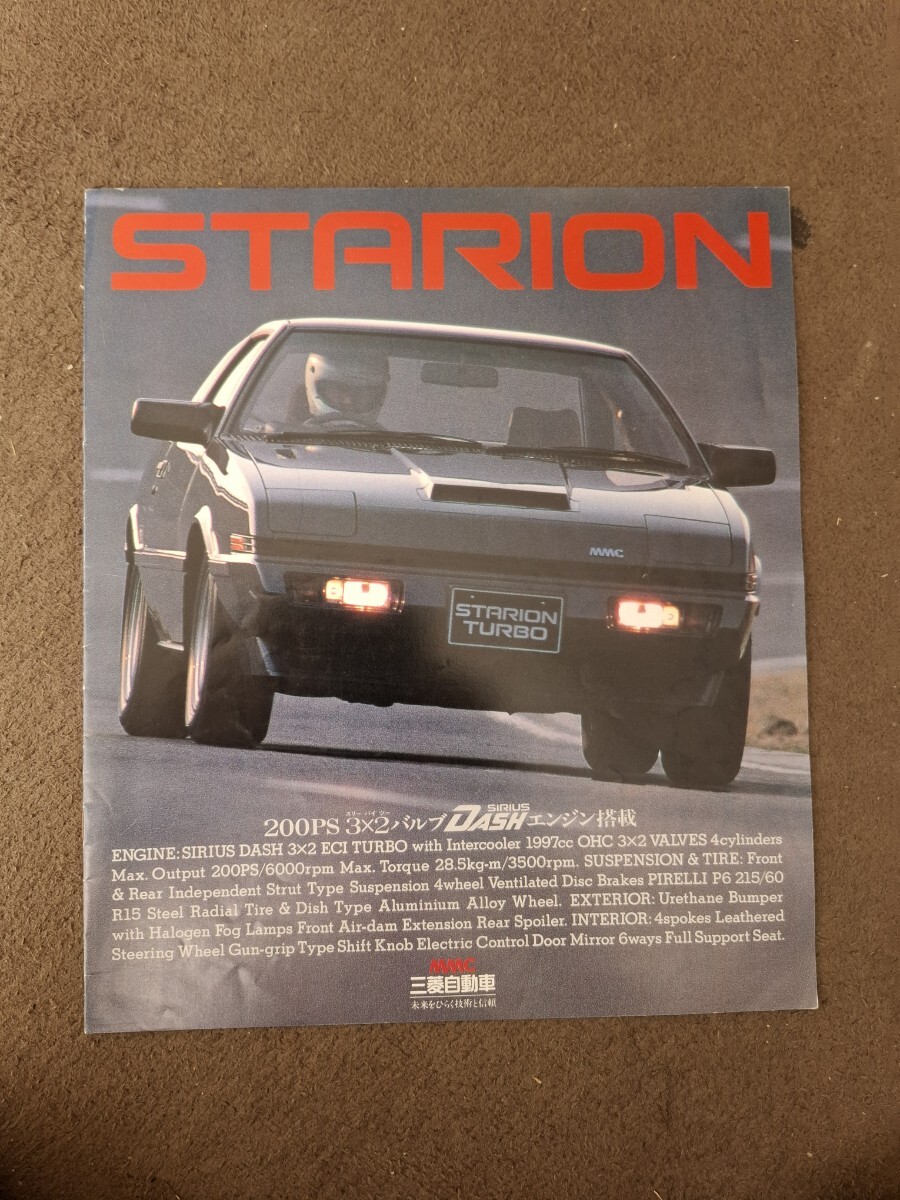 STARION
MMC
STARION
TURBO
スリー バイ ツー
200PS 3×2バルブSIRIUS DASHエンジン搭載
ENGINE:SIRIUS DASH 3×2 ECI TURBO with Intercooler 1997cc OHC 3×2 VALVES 4cylinders
Max. Output 200PS/6000rpm Max. Torque 28.5kg-m/3500rpm. SUSPENSION & TIRE: Front
& Rear Independent Strut Type Suspension 4wheel Ventilated Disc Brakes PIRELLI P6 215/60
R15 Steel Radial Tire & Dish Type Aluminium Alloy Wheel. EXTERIOR: Urethane Bumper
with Halogen Fog Lamps Front Air-dam Extension Rear Spoiler. INTERIOR: 4spokes Leathered
Steering Wheel Gun-grip Type Shift Knob Electric Control Door Mirror 6ways Full Support Seat.
MMC
三菱自動車
未来をひらく技術と信頼